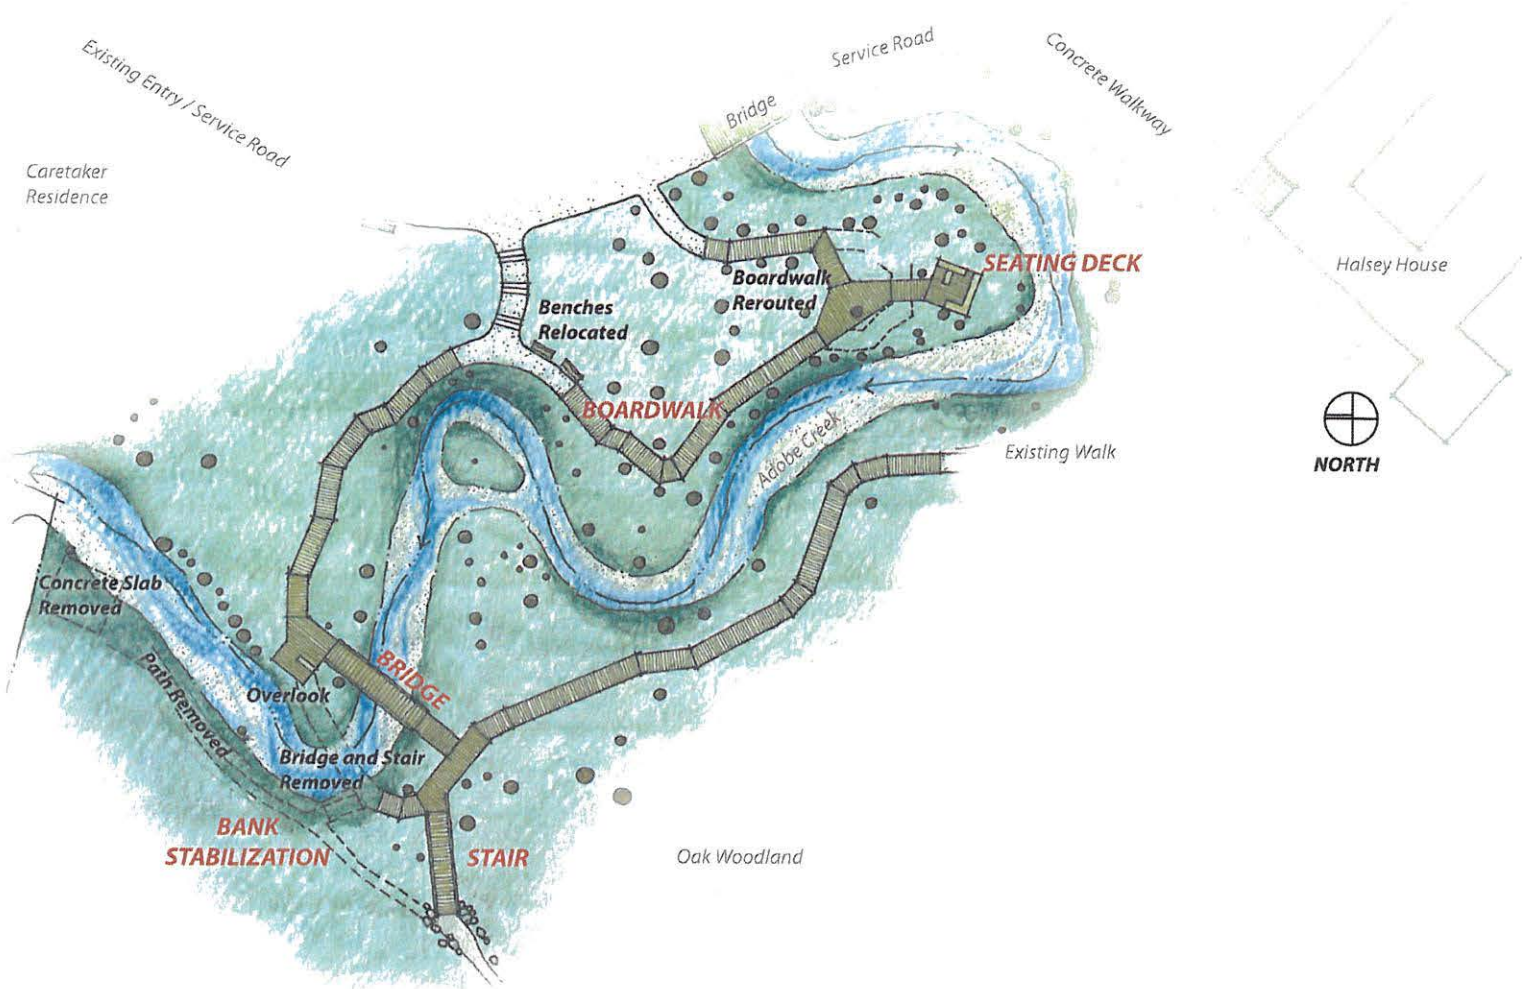 Existing Entry / Service Road
Service Road
Concrete Walkway
Bridge
Caretaker
Residence
SEATING DECK
Halsey House
Boardwalk
Rerouted
Benches
Relocated
BOARDWALK
Adobe Creek
Existing Walk
NORTH
Concrete Slab
Removed
Path Removed
Overlook
BRIDGE
Bridge and Stair
Removed
BANK
STABILIZATION
STAIR
Oak Woodland